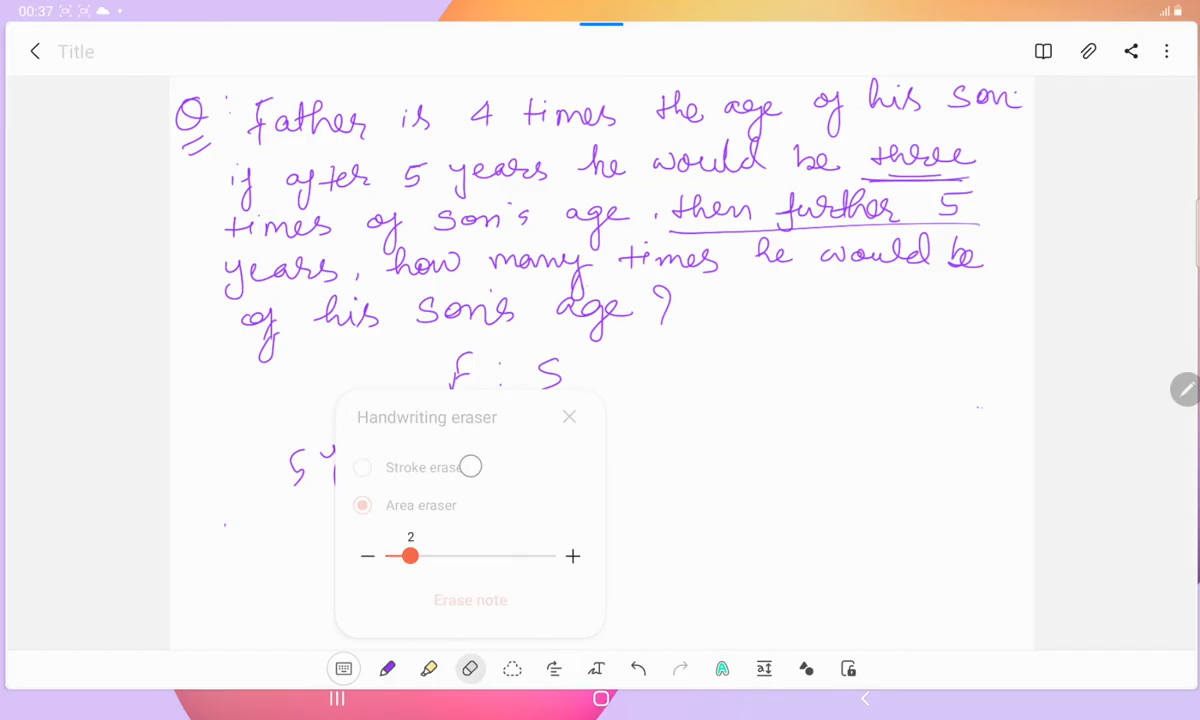 00:37
Title
Q : Father is 4 times the age of his son.
if after 5 years he would be three
times of son's age, then further 5
years, how many times he would be
of his son's age ?
F : S
Handwriting eraser
5 Stroke erase
Area eraser
2
Erase note